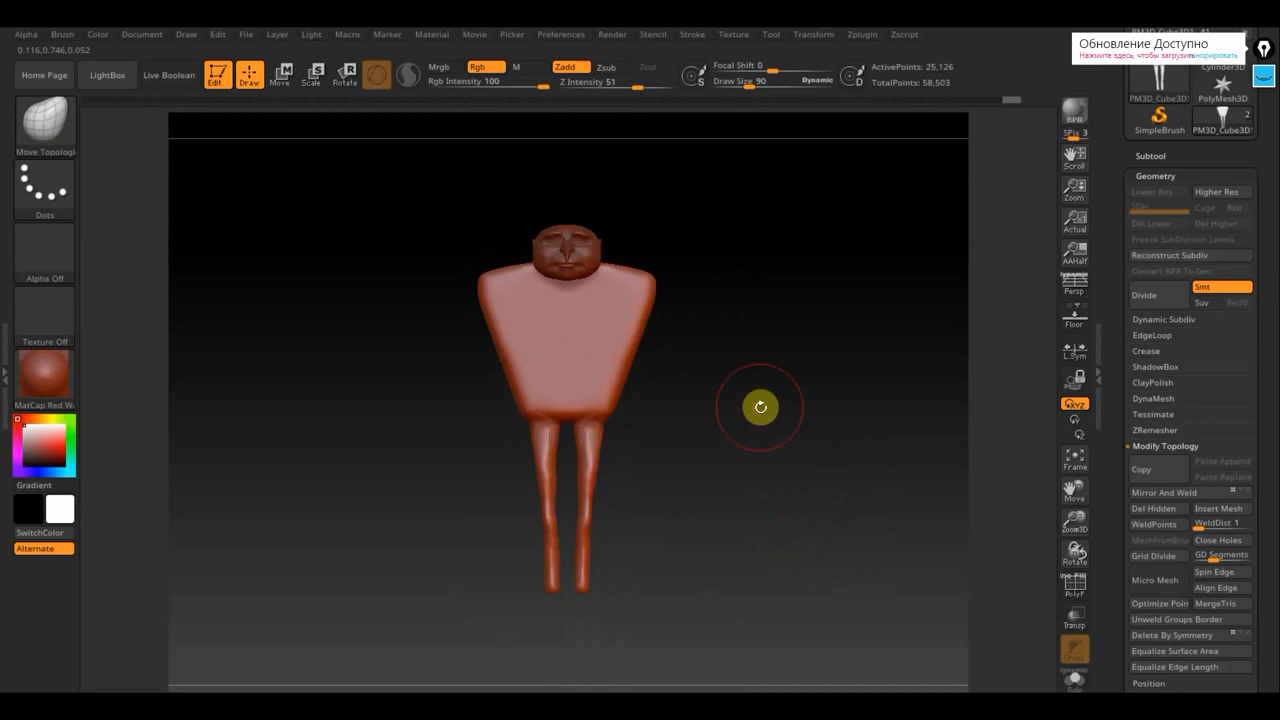 Alpha Brush Color Document Draw Edit File Layer Light Macro Marker Material Movie Picker Preferences Render Stencil Stroke Texture Tool Transform Zplugin Zscript
0.116,0.746,0.052
Обновление Доступно
Нажмите здесь, чтобы загрузить
Home Page
LightBox
Live Boolean
Edit
Draw
Move
Scale
Rotate
Mrgb Rgb M
Rgb Intensity 100
Zadd Zsub Cut
Z Intensity 51
S
Focal Shift 0
Draw Size 90
Dynamic
D
ActivePoints: 25,126
TotalPoints: 58,503
Move Topologi
Dots
Alpha Off
Texture Off
MatCap Red W
Gradient
SwitchColor
Alternate
BPR
SPix 3
Scroll
Zoom
Actual
AAHalf
Persp
Floor
L.Sym
Frame
Move
Zoom3D
Rotate
PolyF
Transp
Solo
Cylinder3D
PM3D_Cube3D1
PolyMesh3D
2
SimpleBrush
PM3D_Cube3D1
Subtool
Geometry
Lower Res Higher Res
SDiv Cage Rstr
Del Lower Del Higher
Freeze SubDivision Levels
Reconstruct Subdiv
Convert BPR To Geo
Divide
Smt
Suv ReUV
Dynamic Subdiv
EdgeLoop
Crease
ShadowBox
ClayPolish
DynaMesh
Tessimate
ZRemesher
Modify Topology
Copy
Paste Append
Paste Replace
Mirror And Weld
Del Hidden Insert Mesh
WeldPoints WeldDist 1
MeshFromBru Close Holes
Grid Divide GD Segments
Micro Mesh
Spin Edge
Align Edge
Optimize Poin MergeTris
Unweld Groups Border
Delete By Symmetry
Equalize Surface Area
Equalize Edge Length
Position